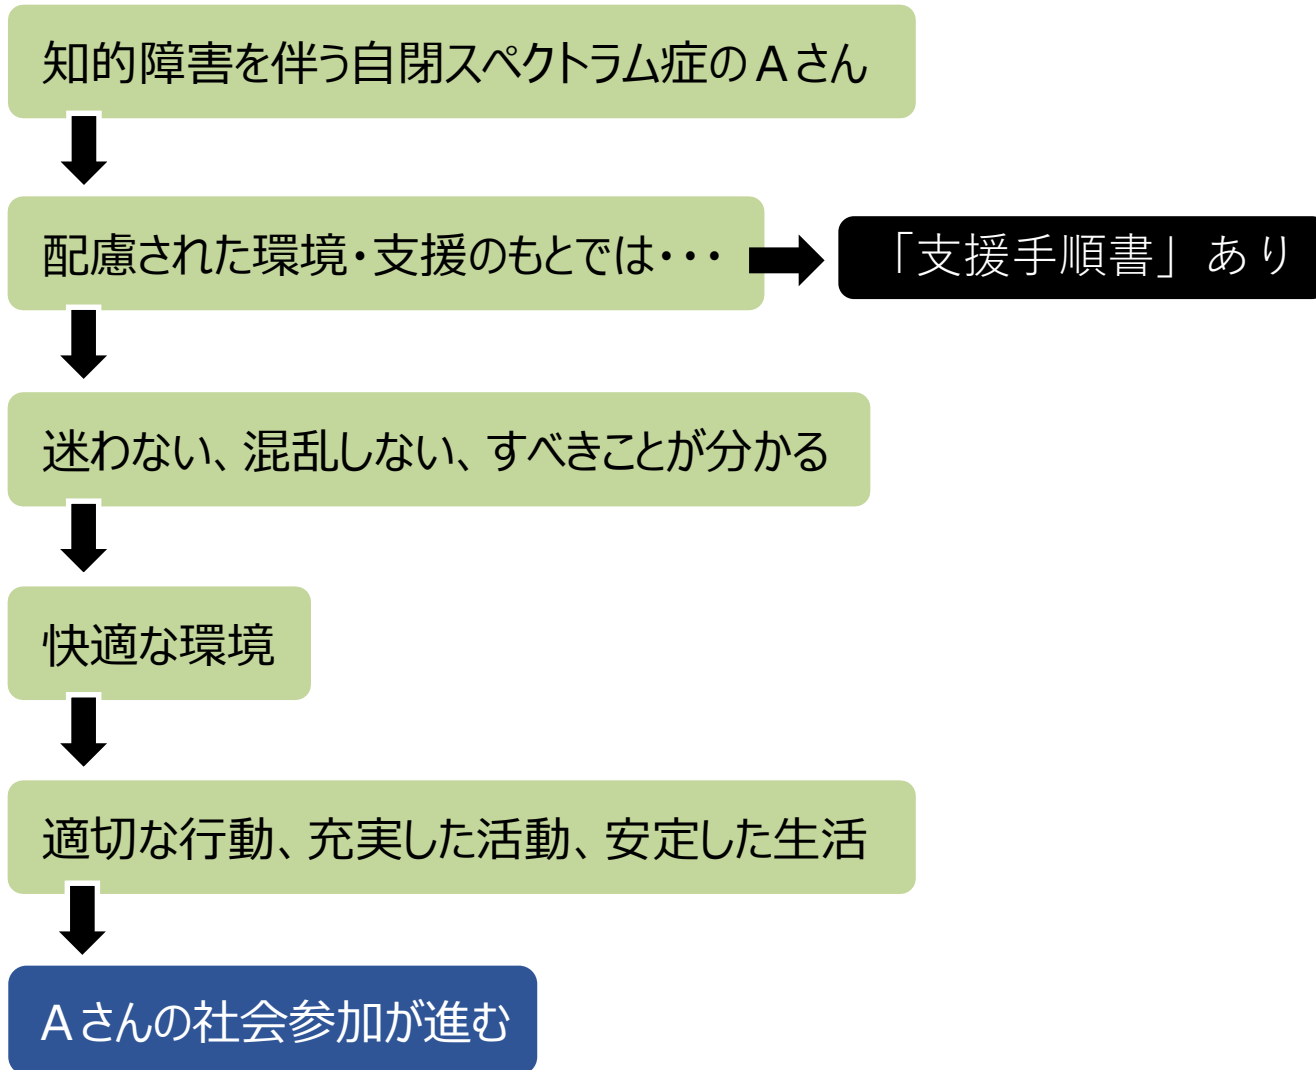 知的障害を伴う自閉スペクトラム症のAさん
配慮された環境・支援のもとでは・・・
「支援手順書」あり
迷わない、混乱しない、すべきことが分かる
快適な環境
適切な行動、充実した活動、安定した生活
Aさんの社会参加が進む